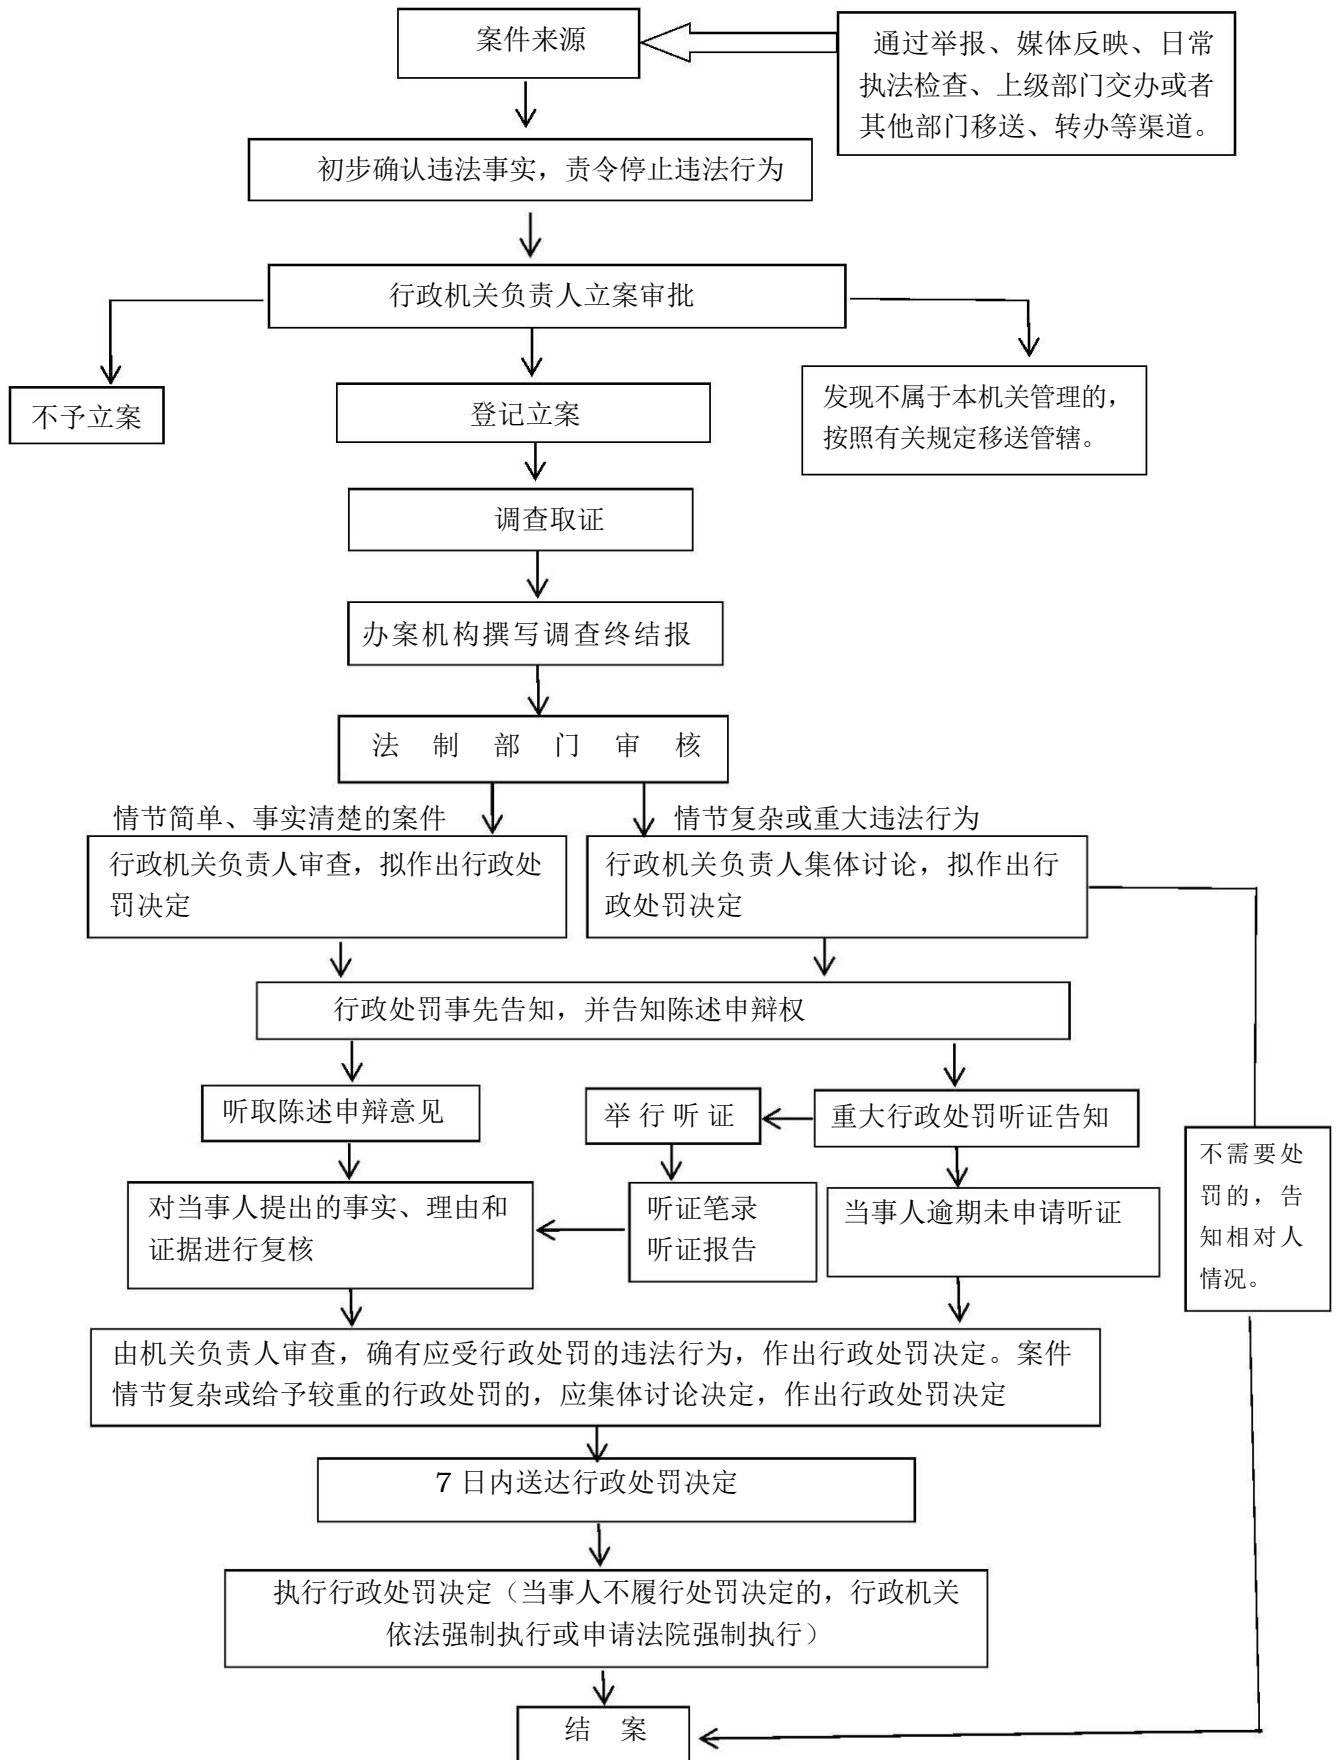 案件来源
通过举报、媒体反映、日常
执法检查、上级部门交办或者
其他部门移送、转办等渠道。
初步确认违法事实，责令停止违法行为
行政机关负责人立案审批
不予立案
登记立案
发现不属于本机关管理的，
按照有关规定移送管辖。
调查取证
办案机构撰写调查终结报
法 制 部 门 审 核
情节简单、事实清楚的案件
情节复杂或重大违法行为
行政机关负责人审查，拟作出行政处
罚决定
行政机关负责人集体讨论，拟作出行
政处罚决定
行政处罚事先告知，并告知陈述申辩权
听取陈述申辩意见
举 行 听 证
重大行政处罚听证告知
不需要处
罚的，告
知相对人
情况。
对当事人提出的事实、理由和
证据进行复核
听证笔录
听证报告
当事人逾期未申请听证
由机关负责人审查，确有应受行政处罚的违法行为，作出行政处罚决定。案件
情节复杂或给予较重的行政处罚的，应集体讨论决定，作出行政处罚决定
7 日内送达行政处罚决定
执行行政处罚决定（当事人不履行处罚决定的，行政机关
依法强制执行或申请法院强制执行）
结 案